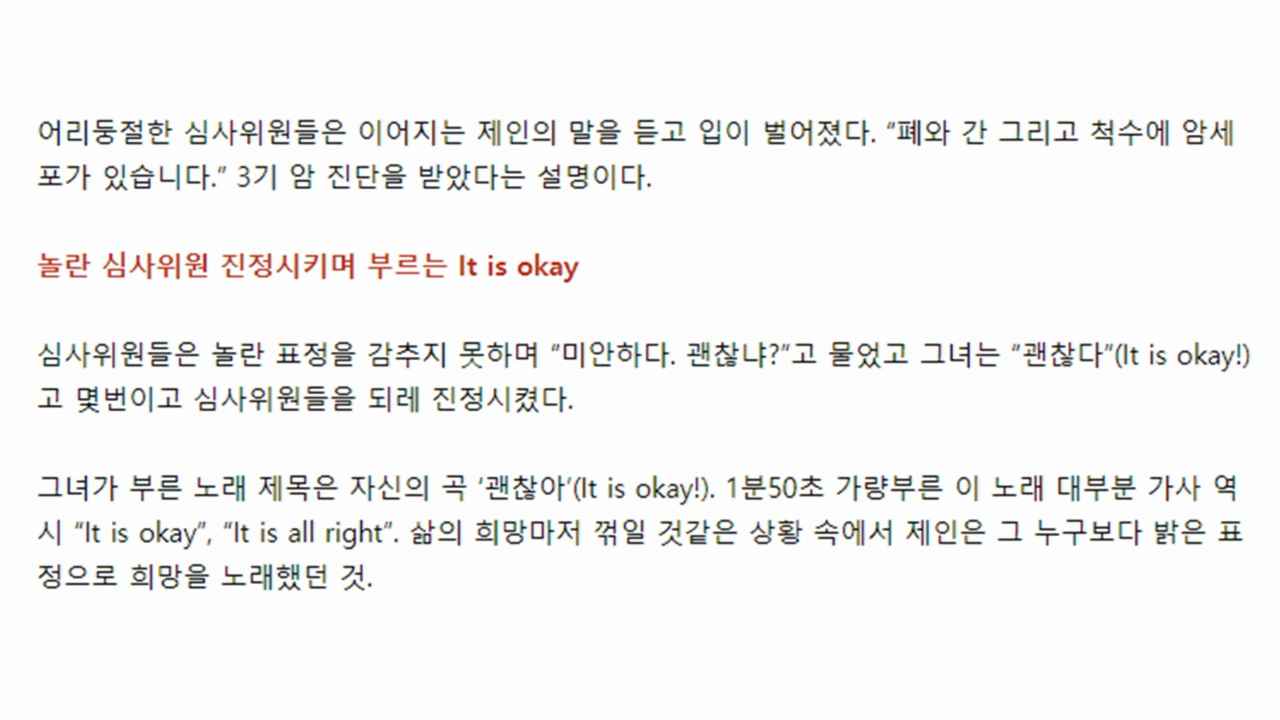 어리둥절한 심사위원들은 이어지는 제인의 말을 듣고 입이 벌어졌다. “폐와 간 그리고 척수에 암세
포가 있습니다.” 3기 암 진단을 받았다는 설명이다.
놀란 심사위원 진정시키며 부르는 It is okay
심사위원들은 놀란 표정을 감추지 못하며 “미안하다. 괜찮냐?”고 물었고 그녀는 “괜찮다”(It is okay!)
고 몇번이고 심사위원들을 되레 진정시켰다.
그녀가 부른 노래 제목은 자신의 곡 ‘괜찮아’(It is okay!). 1분50초 가량부른 이 노래 대부분 가사 역
시 “It is okay”, “It is all right”. 삶의 희망마저 꺾일 것같은 상황 속에서 제인은 그 누구보다 밝은 표
정으로 희망을 노래했던 것.